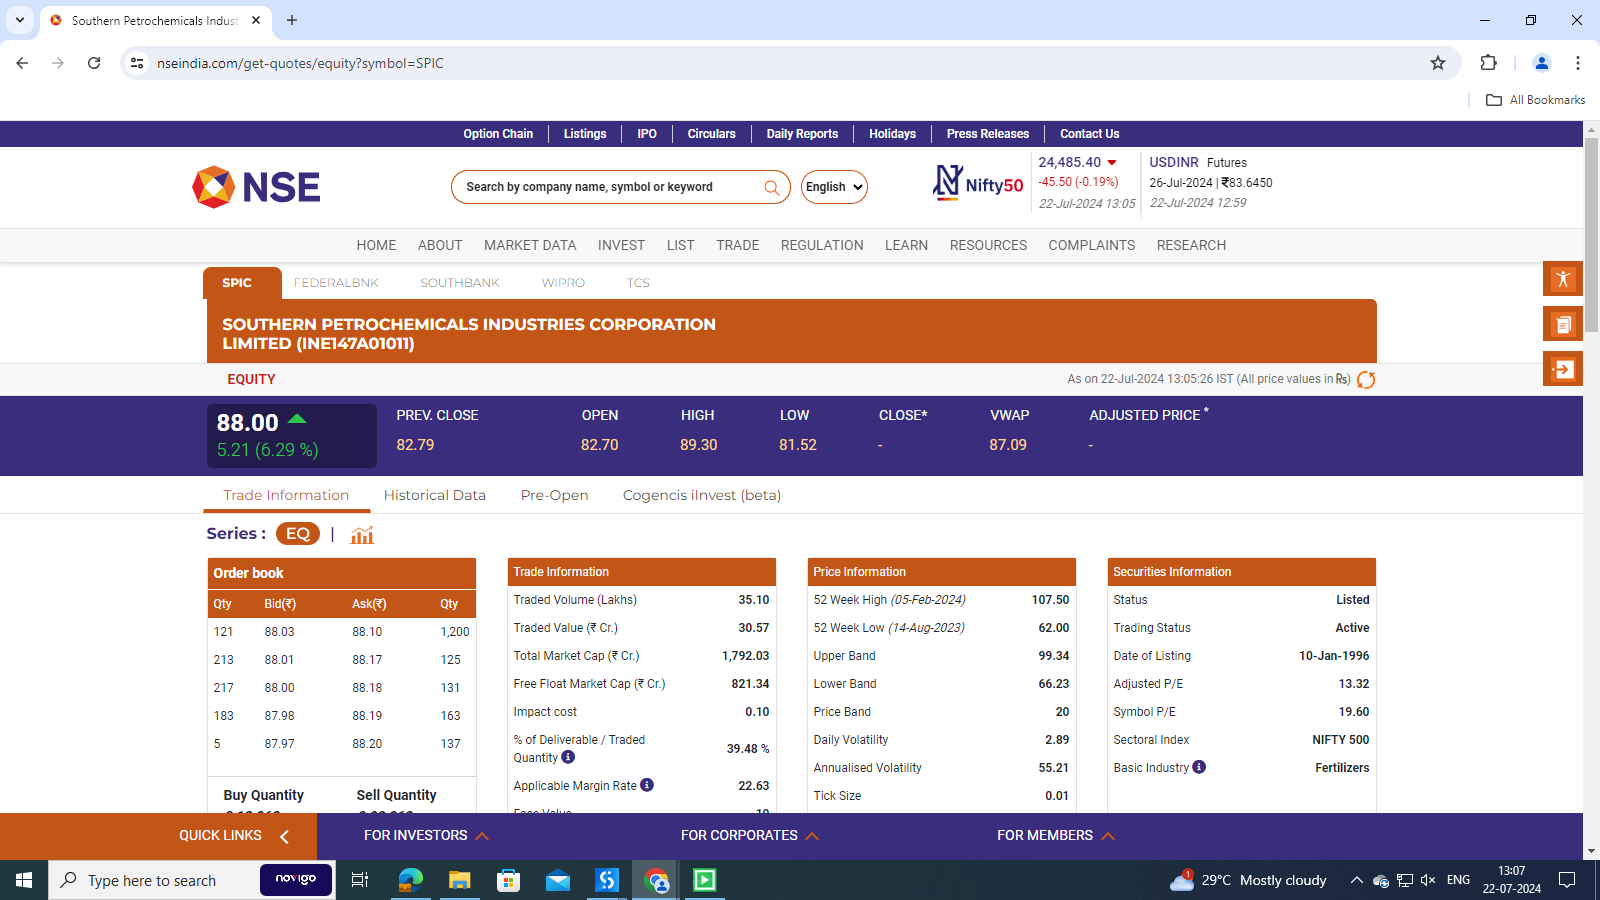 Southern Petrochemicals Indust
nseindia.com/get-quotes/equity?symbol=SPIC
All Bookmarks
Option Chain
Listings
IPO
Circulars
Daily Reports
Holidays
Press Releases
Contact Us
NSE
Search by company name, symbol or keyword
English
Nifty50
24,485.40
-45.50 (-0.19%)
22-Jul-2024 13:05
USDINR Futures
26-Jul-2024 | ₹83.6450
22-Jul-2024 12:59
HOME ABOUT MARKET DATA INVEST LIST TRADE REGULATION LEARN RESOURCES COMPLAINTS RESEARCH
SPIC FEDERALBNK SOUTHBANK WIPRO TCS
SOUTHERN PETROCHEMICALS INDUSTRIES CORPORATION
LIMITED (INE147A01011)
EQUITY
As on 22-Jul-2024 13:05:26 IST (All price values in ₨)
88.00
5.21 (6.29 %)
PREV. CLOSE OPEN HIGH LOW CLOSE* VWAP ADJUSTED PRICE *
82.79 82.70 89.30 81.52 - 87.09 -
Trade Information Historical Data Pre-Open Cogencis iInvest (beta)
Series : EQ |
Order book
Qty Bid(₹) Ask(₹) Qty
121 88.03 88.10 1,200
213 88.01 88.17 125
217 88.00 88.18 131
183 87.98 88.19 163
5 87.97 88.20 137
Buy Quantity Sell Quantity
Trade Information
Traded Volume (Lakhs) 35.10
Traded Value (₹ Cr.) 30.57
Total Market Cap (₹ Cr.) 1,792.03
Free Float Market Cap (₹ Cr.) 821.34
Impact cost 0.10
% of Deliverable / Traded
Quantity 39.48 %
Applicable Margin Rate 22.63
Face Value 10
Price Information
52 Week High (05-Feb-2024) 107.50
52 Week Low (14-Aug-2023) 62.00
Upper Band 99.34
Lower Band 66.23
Price Band 20
Daily Volatility 2.89
Annualised Volatility 55.21
Tick Size 0.01
Securities Information
Status Listed
Trading Status Active
Date of Listing 10-Jan-1996
Adjusted P/E 13.32
Symbol P/E 19.60
Sectoral Index NIFTY 500
Basic Industry Fertilizers
QUICK LINKS
FOR INVESTORS
FOR CORPORATES
FOR MEMBERS
Type here to search
novigo
1
29°C Mostly cloudy
ENG
13:07
22-07-2024